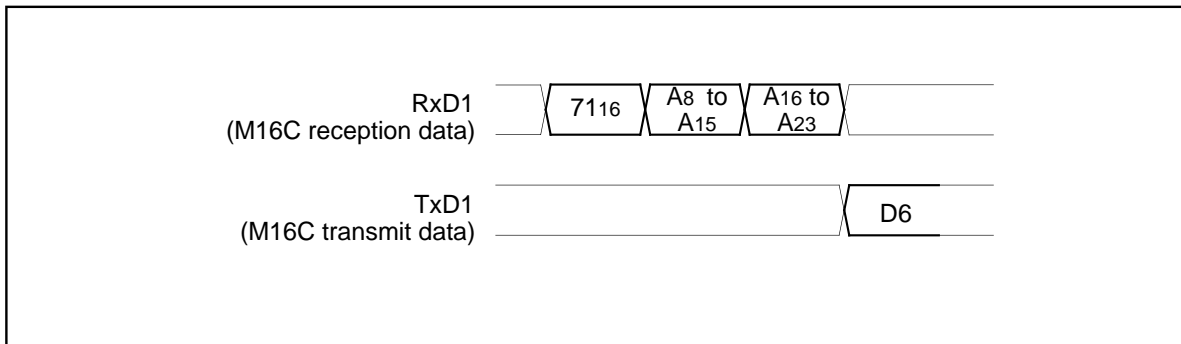 RxD1
(M16C reception data)
7116
A8 to
A15
A16 to
A23
TxD1
(M16C transmit data)
D6